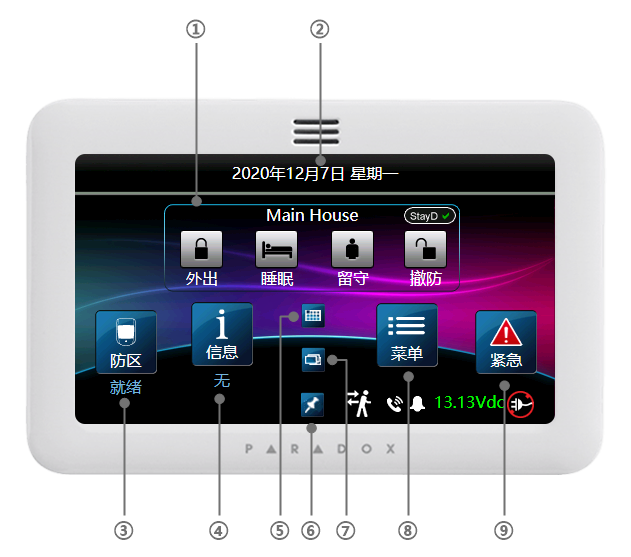 ① ②
2020年12月7日 星期一
Main House
StayD
外出 睡眠 留守 撤防
防区
就绪
信息
无
菜单
紧急
13.13Vdc
PARADOX
③ ④ ⑤ ⑥ ⑦ ⑧ ⑨